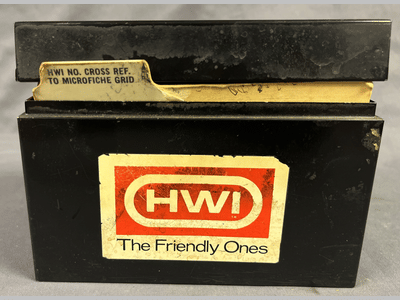 HWI NO. CROSS REF.
TO MICROFICHE GRID
HWI
The Friendly Ones